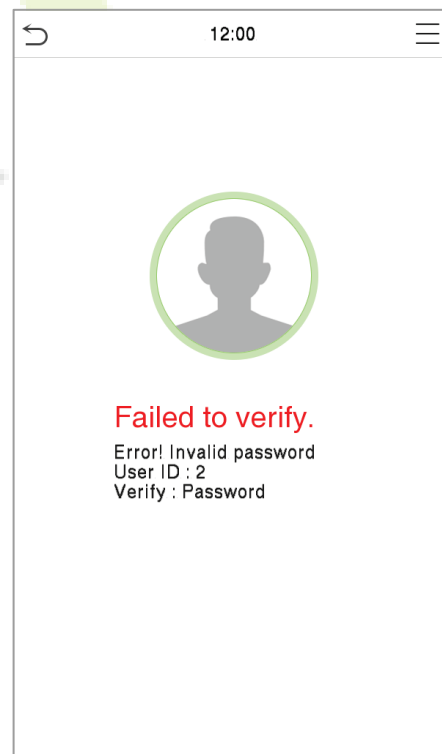 12:00
Failed to verify.
Error! Invalid password
User ID : 2
Verify : Password